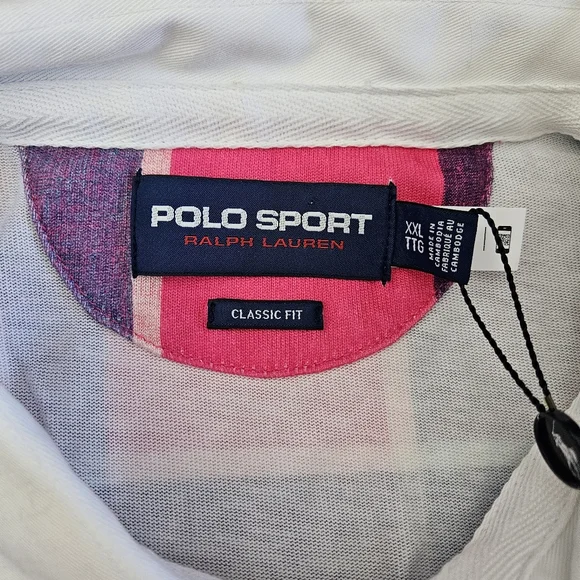 POLO SPORT
RALPH LAUREN
CLASSIC FIT
XXL
TTG
MADE IN
CAMBODIA
FABRIQUÉ AU
CAMBODGE